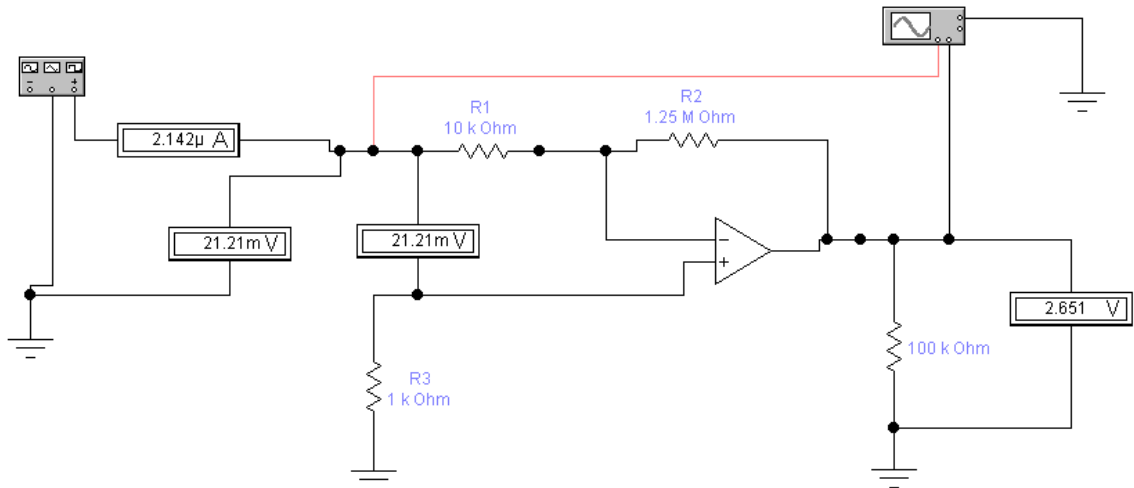 R2
1.25 M Ohm
R1
10 k Ohm
2.142µ A
21.21m V
21.21m V
2.651 V
100 k Ohm
R3
1 k Ohm